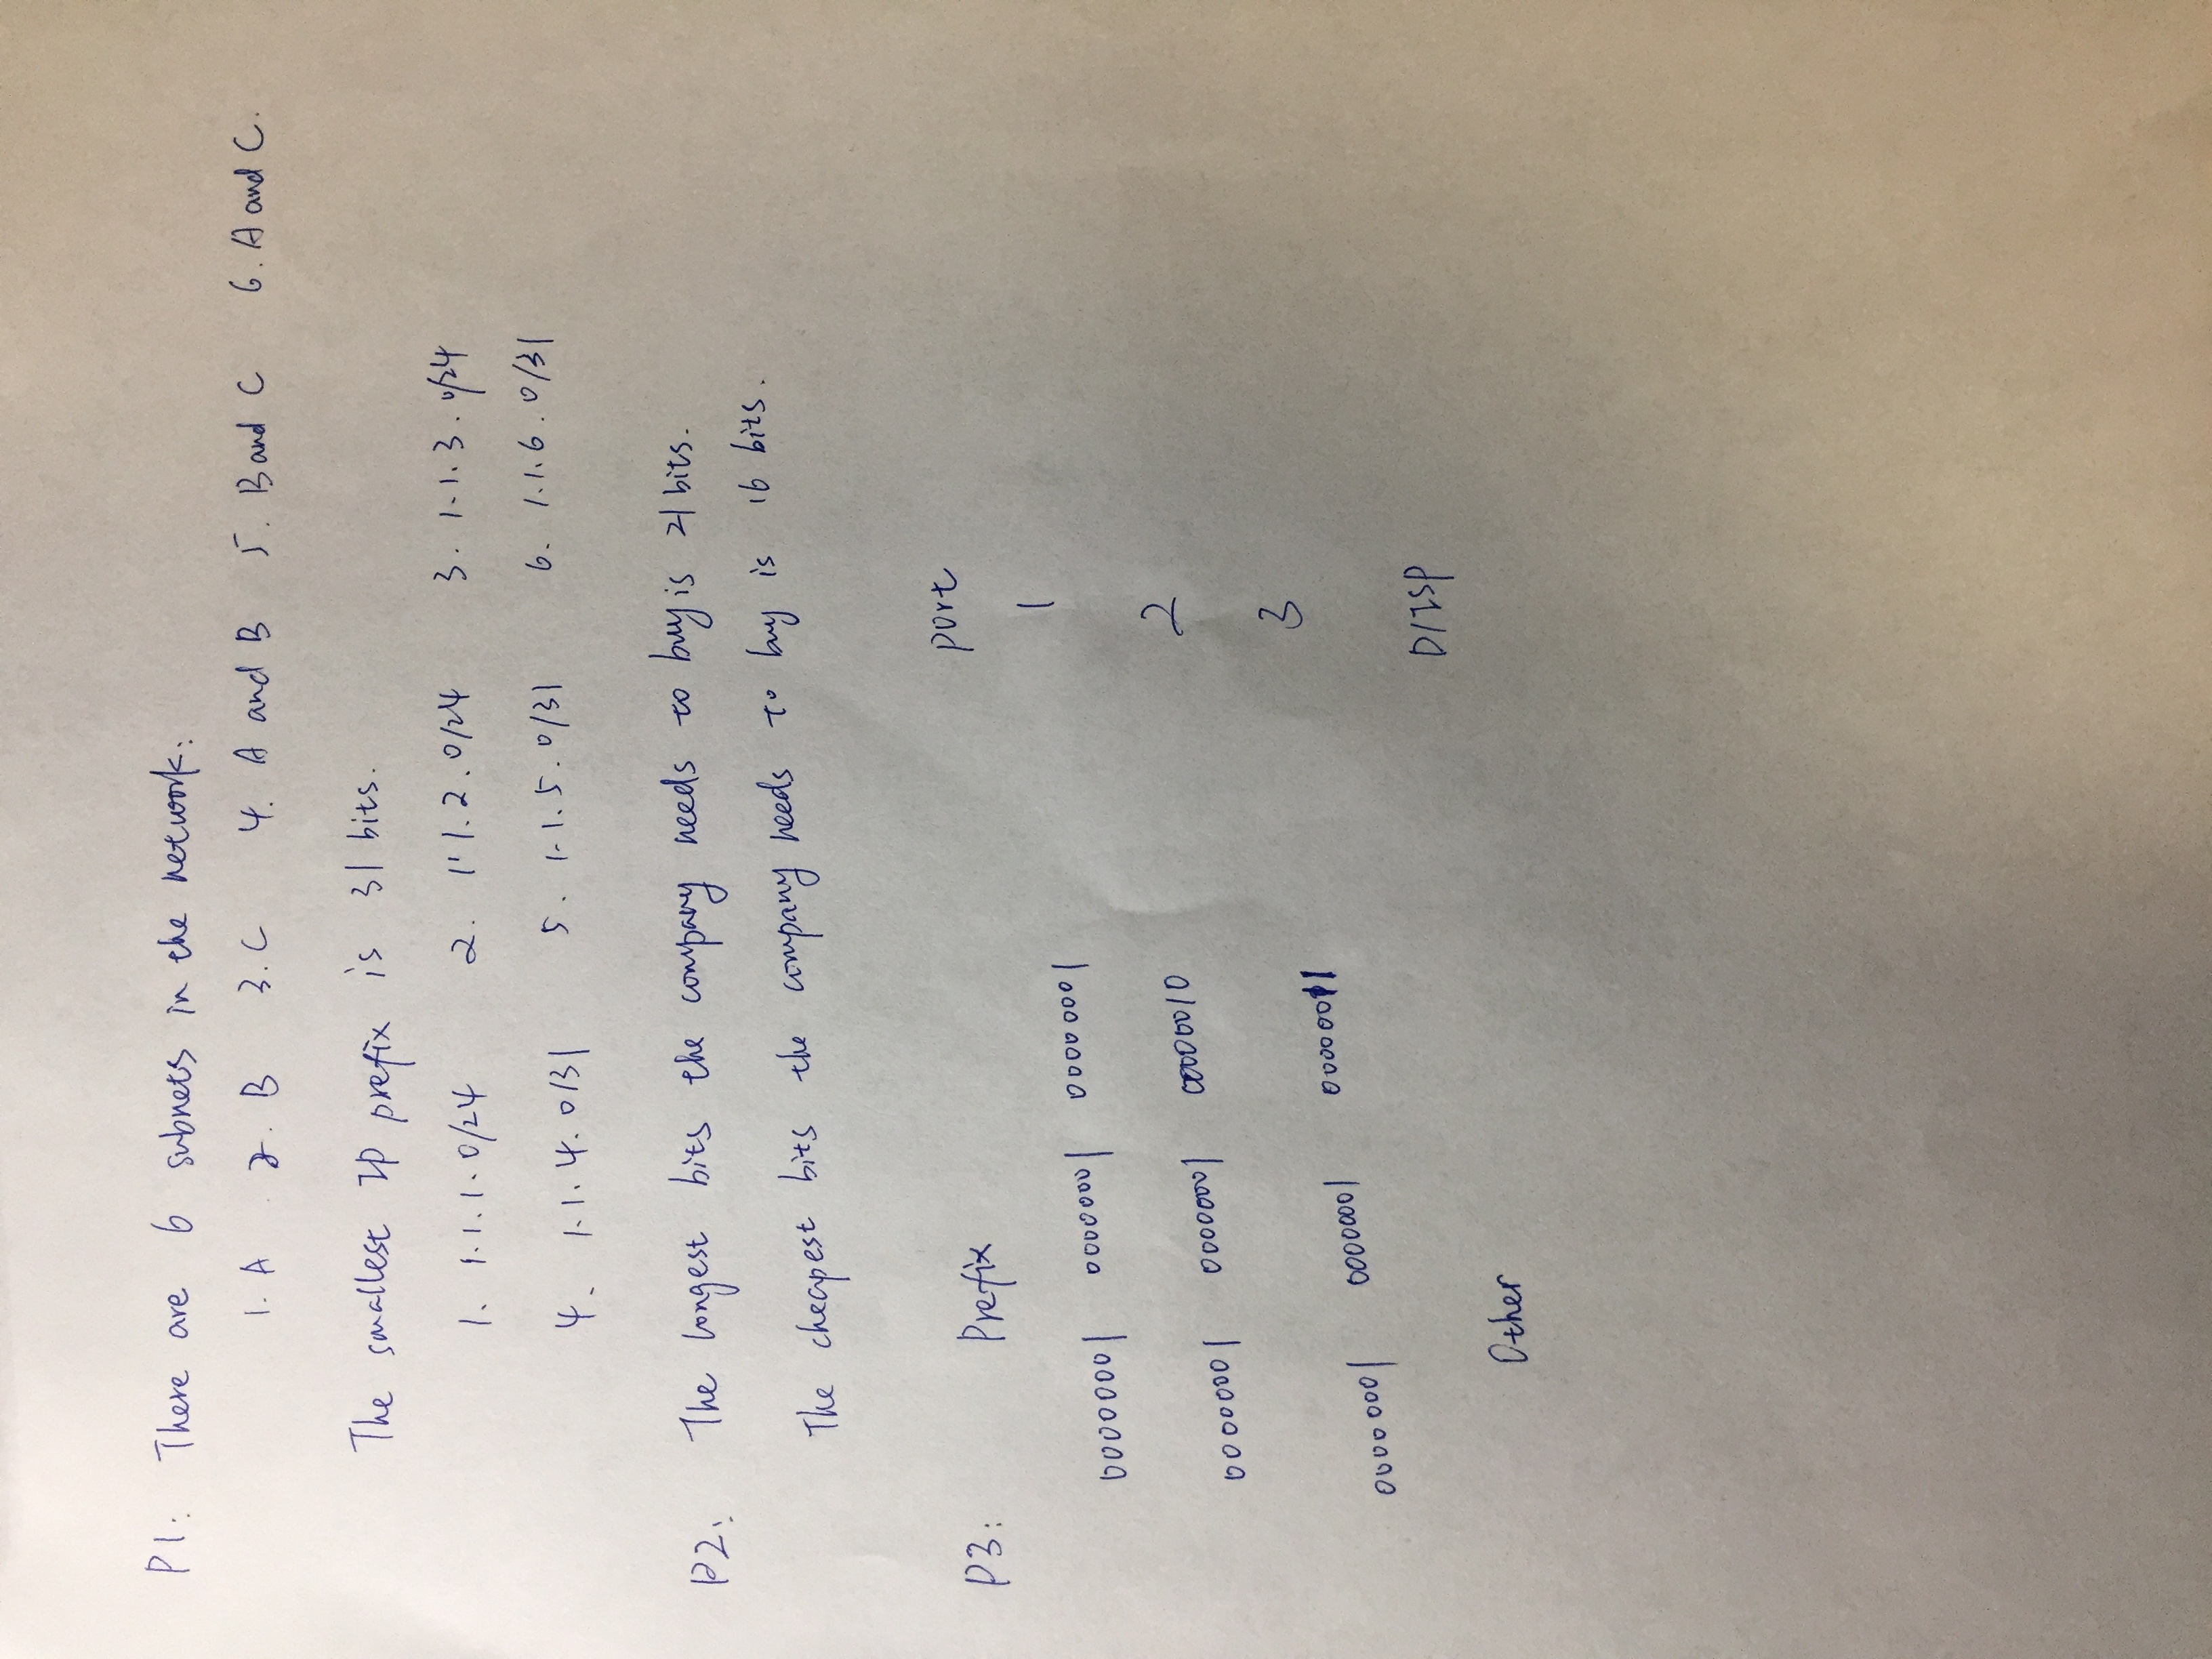 P1: There are 6 subnets in the network:
1. A 2. B 3. C 4. A and B 5. B and C 6. A and C.
The smallest IP prefix is 31 bits.
1. 1.1.1.0/24 2. 1.1.2.0/24 3. 1.1.3.0/24
4. 1.1.4.0/31 5. 1.1.5.0/31 6. 1.1.6.0/31
P2: The longest bits the company needs to buy is 21 bits.
The cheapest bits the company needs to buy is 16 bits.
P3: Prefix port
00000001 00000001 00000001 1
00000001 00000001 00000010 2
00000001 00000001 00000011 3
Other D/ISP